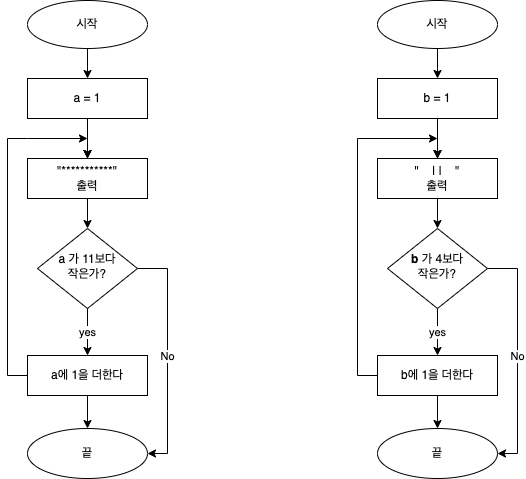 시작
a = 1
"***********"
출력
a 가 11보다
작은가?
yes
No
a에 1을 더한다
끝
시작
b = 1
"    ||    "
출력
b 가 4보다
작은가?
yes
No
b에 1을 더한다
끝